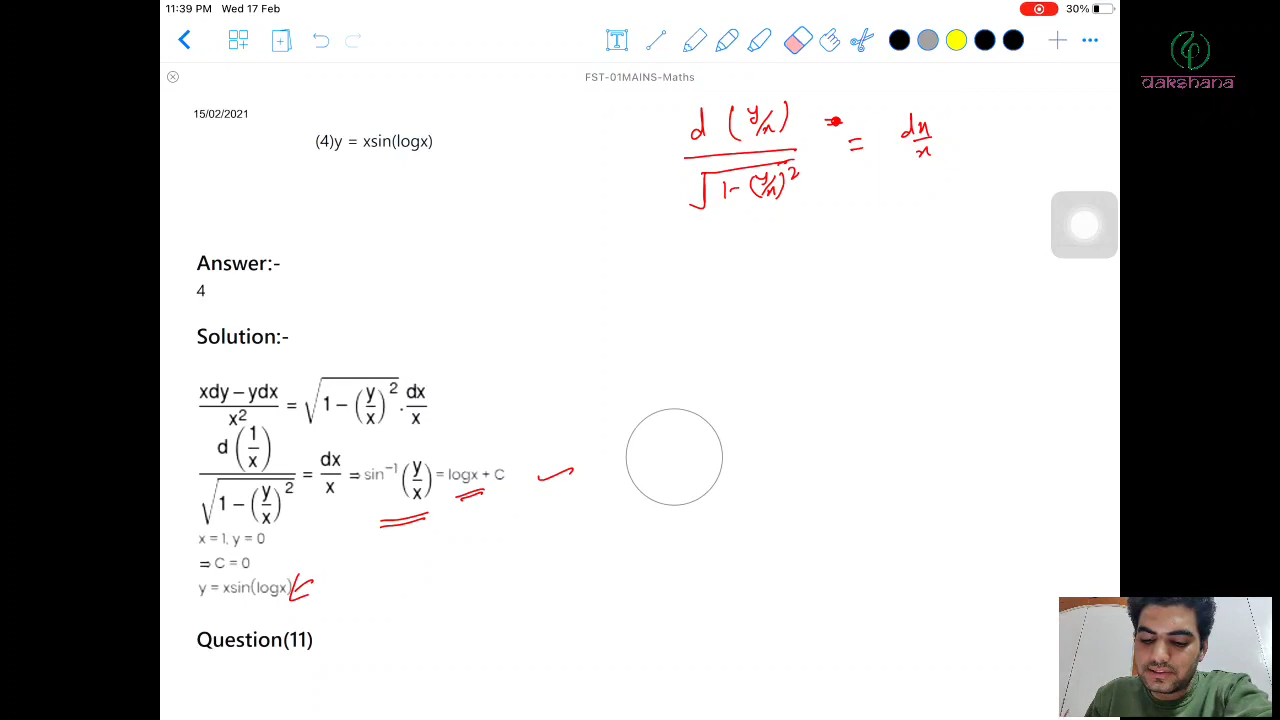 11:39 PM Wed 17 Feb
30%
dakshana
FST-01MAINS-Maths
15/02/2021
(4)y = xsin(logx)
d (y/x) / √(1-(y/x)²) = dx/x
Answer:-
4
Solution:-
(xdy – ydx)/x² = √(1 – (y/x)²) . dx/x
d(1/x) / √(1 – (y/x)²) = dx/x ⇒ sin⁻¹(y/x) = logx + C
x = 1, y = 0
⇒ C = 0
y = xsin(logx)
Question(11)